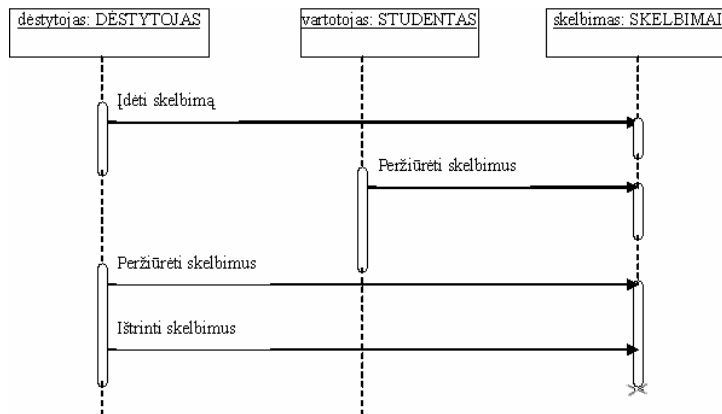 dėstytojas: DĖSTYTOJAS
vartotojas: STUDENTAS
skelbimas: SKELBIMAI
Įdėti skelbimą
Peržiūrėti skelbimus
Peržiūrėti skelbimus
Ištrinti skelbimus